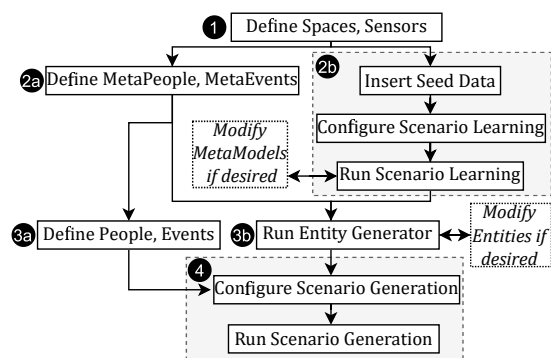 1 Define Spaces, Sensors
2a Define MetaPeople, MetaEvents
2b
Insert Seed Data
Configure Scenario Learning
Modify
MetaModels
if desired
Run Scenario Learning
3a Define People, Events
3b Run Entity Generator
Modify
Entities if
desired
4
Configure Scenario Generation
Run Scenario Generation